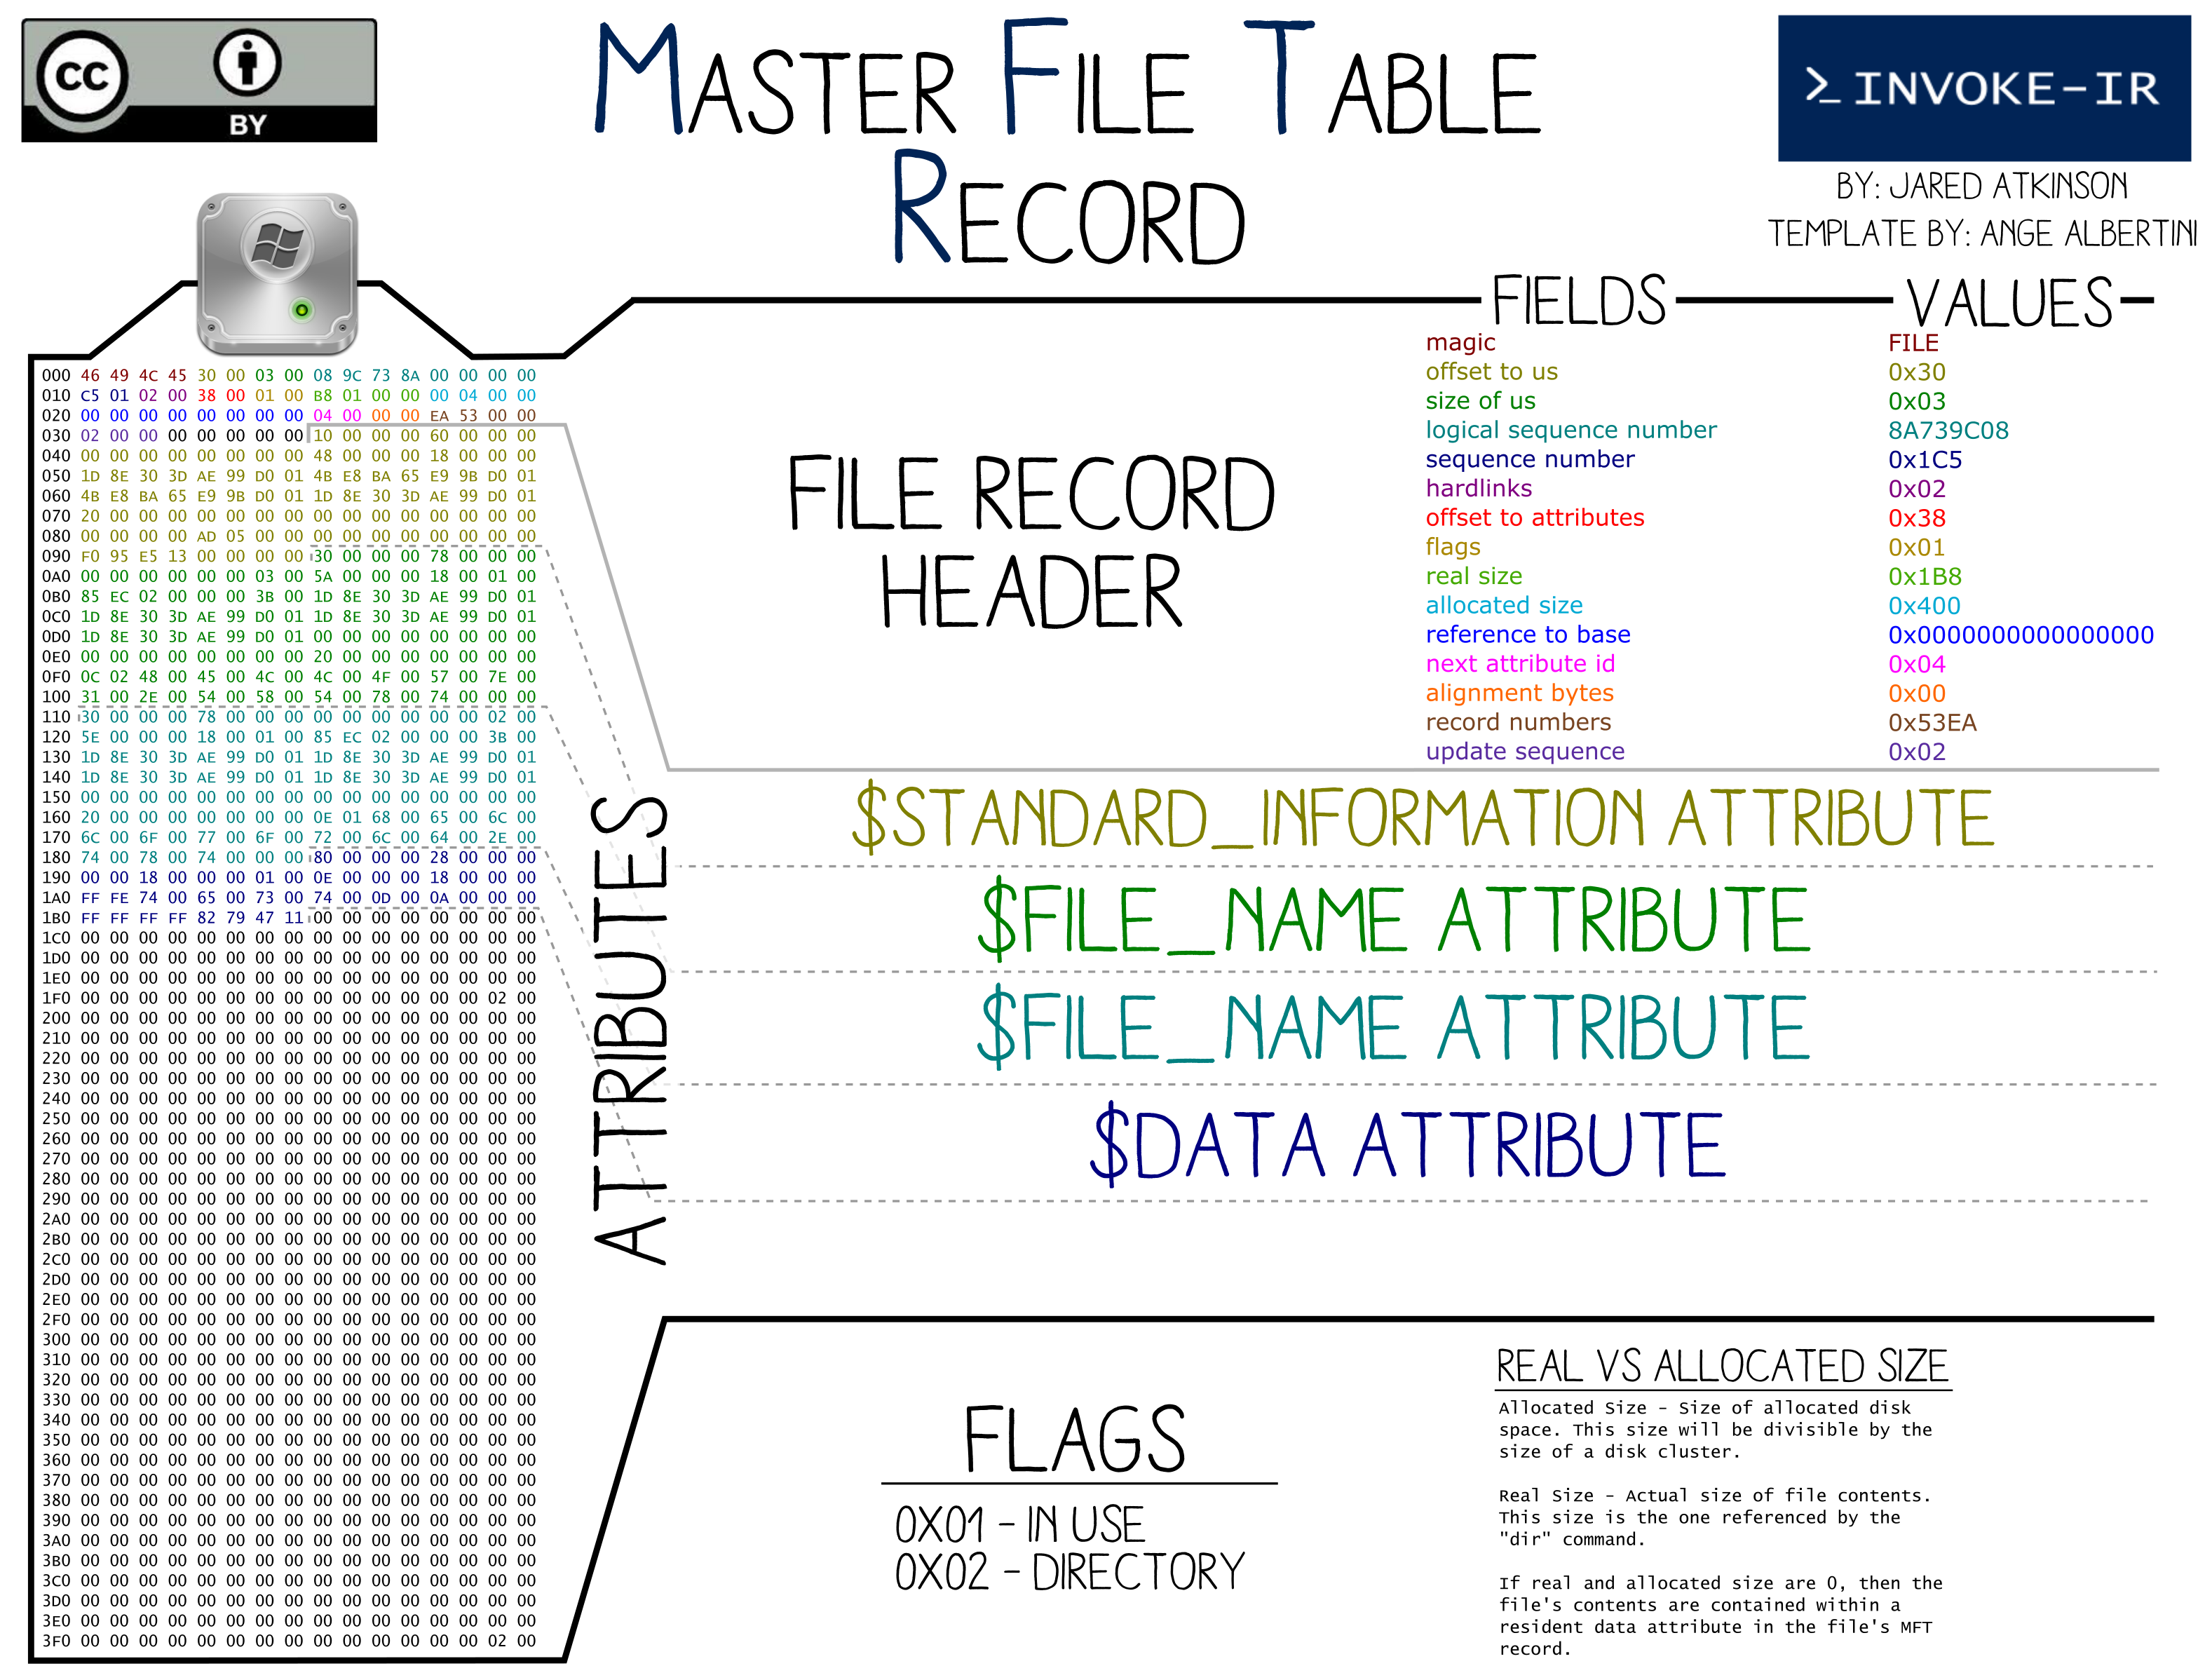 CC
BY
MASTER FILE TABLE
RECORD
>_ INVOKE-IR
BY: JARED ATKINSON
TEMPLATE BY: ANGE ALBERTINI
FIELDS VALUES
magic FILE
offset to us 0x30
size of us 0x03
logical sequence number 8A739C08
sequence number 0x1C5
hardlinks 0x02
offset to attributes 0x38
flags 0x01
real size 0x1B8
allocated size 0x400
reference to base 0x0000000000000000
next attribute id 0x04
alignment bytes 0x00
record numbers 0x53EA
update sequence 0x02
FILE RECORD
HEADER
000 46 49 4C 45 30 00 03 00 08 9C 73 8A 00 00 00 00
010 C5 01 02 00 38 00 01 00 B8 01 00 00 00 04 00 00
020 00 00 00 00 00 00 00 00 04 00 00 00 EA 53 00 00
030 02 00 00 00 00 00 00 00 10 00 00 00 60 00 00 00
040 00 00 00 00 00 00 00 00 48 00 00 00 18 00 00 00
050 1D 8E 30 3D AE 99 D0 01 4B E8 BA 65 E9 9B D0 01
060 4B E8 BA 65 E9 9B D0 01 1D 8E 30 3D AE 99 D0 01
070 20 00 00 00 00 00 00 00 00 00 00 00 00 00 00 00
080 00 00 00 00 AD 05 00 00 00 00 00 00 00 00 00 00
090 F0 95 E5 13 00 00 00 00 30 00 00 00 78 00 00 00
0A0 00 00 00 00 00 00 03 00 5A 00 00 00 18 00 01 00
0B0 85 EC 02 00 00 00 3B 00 1D 8E 30 3D AE 99 D0 01
0C0 1D 8E 30 3D AE 99 D0 01 1D 8E 30 3D AE 99 D0 01
0D0 1D 8E 30 3D AE 99 D0 01 00 00 00 00 00 00 00 00
0E0 00 00 00 00 00 00 00 00 20 00 00 00 00 00 00 00
0F0 0C 02 48 00 45 00 4C 00 4C 00 4F 00 57 00 7E 00
100 31 00 2E 00 54 00 58 00 54 00 78 00 74 00 00 00
110 30 00 00 00 78 00 00 00 00 00 00 00 00 00 02 00
120 5E 00 00 00 18 00 01 00 85 EC 02 00 00 00 3B 00
130 1D 8E 30 3D AE 99 D0 01 1D 8E 30 3D AE 99 D0 01
140 1D 8E 30 3D AE 99 D0 01 1D 8E 30 3D AE 99 D0 01
150 00 00 00 00 00 00 00 00 00 00 00 00 00 00 00 00
160 20 00 00 00 00 00 00 00 0E 01 68 00 65 00 6C 00
170 6C 00 6F 00 77 00 6F 00 72 00 6C 00 64 00 2E 00
180 74 00 78 00 74 00 00 00 80 00 00 00 28 00 00 00
190 00 00 18 00 00 00 01 00 0E 00 00 00 18 00 00 00
1A0 FF FE 74 00 65 00 73 00 74 00 0D 00 0A 00 00 00
1B0 FF FF FF FF 82 79 47 11 00 00 00 00 00 00 00 00
1C0 00 00 00 00 00 00 00 00 00 00 00 00 00 00 00 00
1D0 00 00 00 00 00 00 00 00 00 00 00 00 00 00 00 00
1E0 00 00 00 00 00 00 00 00 00 00 00 00 00 00 00 00
1F0 00 00 00 00 00 00 00 00 00 00 00 00 00 00 02 00
200 00 00 00 00 00 00 00 00 00 00 00 00 00 00 00 00
210 00 00 00 00 00 00 00 00 00 00 00 00 00 00 00 00
220 00 00 00 00 00 00 00 00 00 00 00 00 00 00 00 00
230 00 00 00 00 00 00 00 00 00 00 00 00 00 00 00 00
240 00 00 00 00 00 00 00 00 00 00 00 00 00 00 00 00
250 00 00 00 00 00 00 00 00 00 00 00 00 00 00 00 00
260 00 00 00 00 00 00 00 00 00 00 00 00 00 00 00 00
270 00 00 00 00 00 00 00 00 00 00 00 00 00 00 00 00
280 00 00 00 00 00 00 00 00 00 00 00 00 00 00 00 00
290 00 00 00 00 00 00 00 00 00 00 00 00 00 00 00 00
2A0 00 00 00 00 00 00 00 00 00 00 00 00 00 00 00 00
2B0 00 00 00 00 00 00 00 00 00 00 00 00 00 00 00 00
2C0 00 00 00 00 00 00 00 00 00 00 00 00 00 00 00 00
2D0 00 00 00 00 00 00 00 00 00 00 00 00 00 00 00 00
2E0 00 00 00 00 00 00 00 00 00 00 00 00 00 00 00 00
2F0 00 00 00 00 00 00 00 00 00 00 00 00 00 00 00 00
300 00 00 00 00 00 00 00 00 00 00 00 00 00 00 00 00
310 00 00 00 00 00 00 00 00 00 00 00 00 00 00 00 00
320 00 00 00 00 00 00 00 00 00 00 00 00 00 00 00 00
330 00 00 00 00 00 00 00 00 00 00 00 00 00 00 00 00
340 00 00 00 00 00 00 00 00 00 00 00 00 00 00 00 00
350 00 00 00 00 00 00 00 00 00 00 00 00 00 00 00 00
360 00 00 00 00 00 00 00 00 00 00 00 00 00 00 00 00
370 00 00 00 00 00 00 00 00 00 00 00 00 00 00 00 00
380 00 00 00 00 00 00 00 00 00 00 00 00 00 00 00 00
390 00 00 00 00 00 00 00 00 00 00 00 00 00 00 00 00
3A0 00 00 00 00 00 00 00 00 00 00 00 00 00 00 00 00
3B0 00 00 00 00 00 00 00 00 00 00 00 00 00 00 00 00
3C0 00 00 00 00 00 00 00 00 00 00 00 00 00 00 00 00
3D0 00 00 00 00 00 00 00 00 00 00 00 00 00 00 00 00
3E0 00 00 00 00 00 00 00 00 00 00 00 00 00 00 00 00
3F0 00 00 00 00 00 00 00 00 00 00 00 00 00 00 02 00
ATTRIBUTES
$STANDARD_INFORMATION ATTRIBUTE
$FILE_NAME ATTRIBUTE
$FILE_NAME ATTRIBUTE
$DATA ATTRIBUTE
FLAGS
0X01 - IN USE
0X02 - DIRECTORY
REAL VS ALLOCATED SIZE
Allocated Size - Size of allocated disk
space. This size will be divisible by the
size of a disk cluster.
Real Size - Actual size of file contents.
This size is the one referenced by the
"dir" command.
If real and allocated size are 0, then the
file's contents are contained within a
resident data attribute in the file's MFT
record.